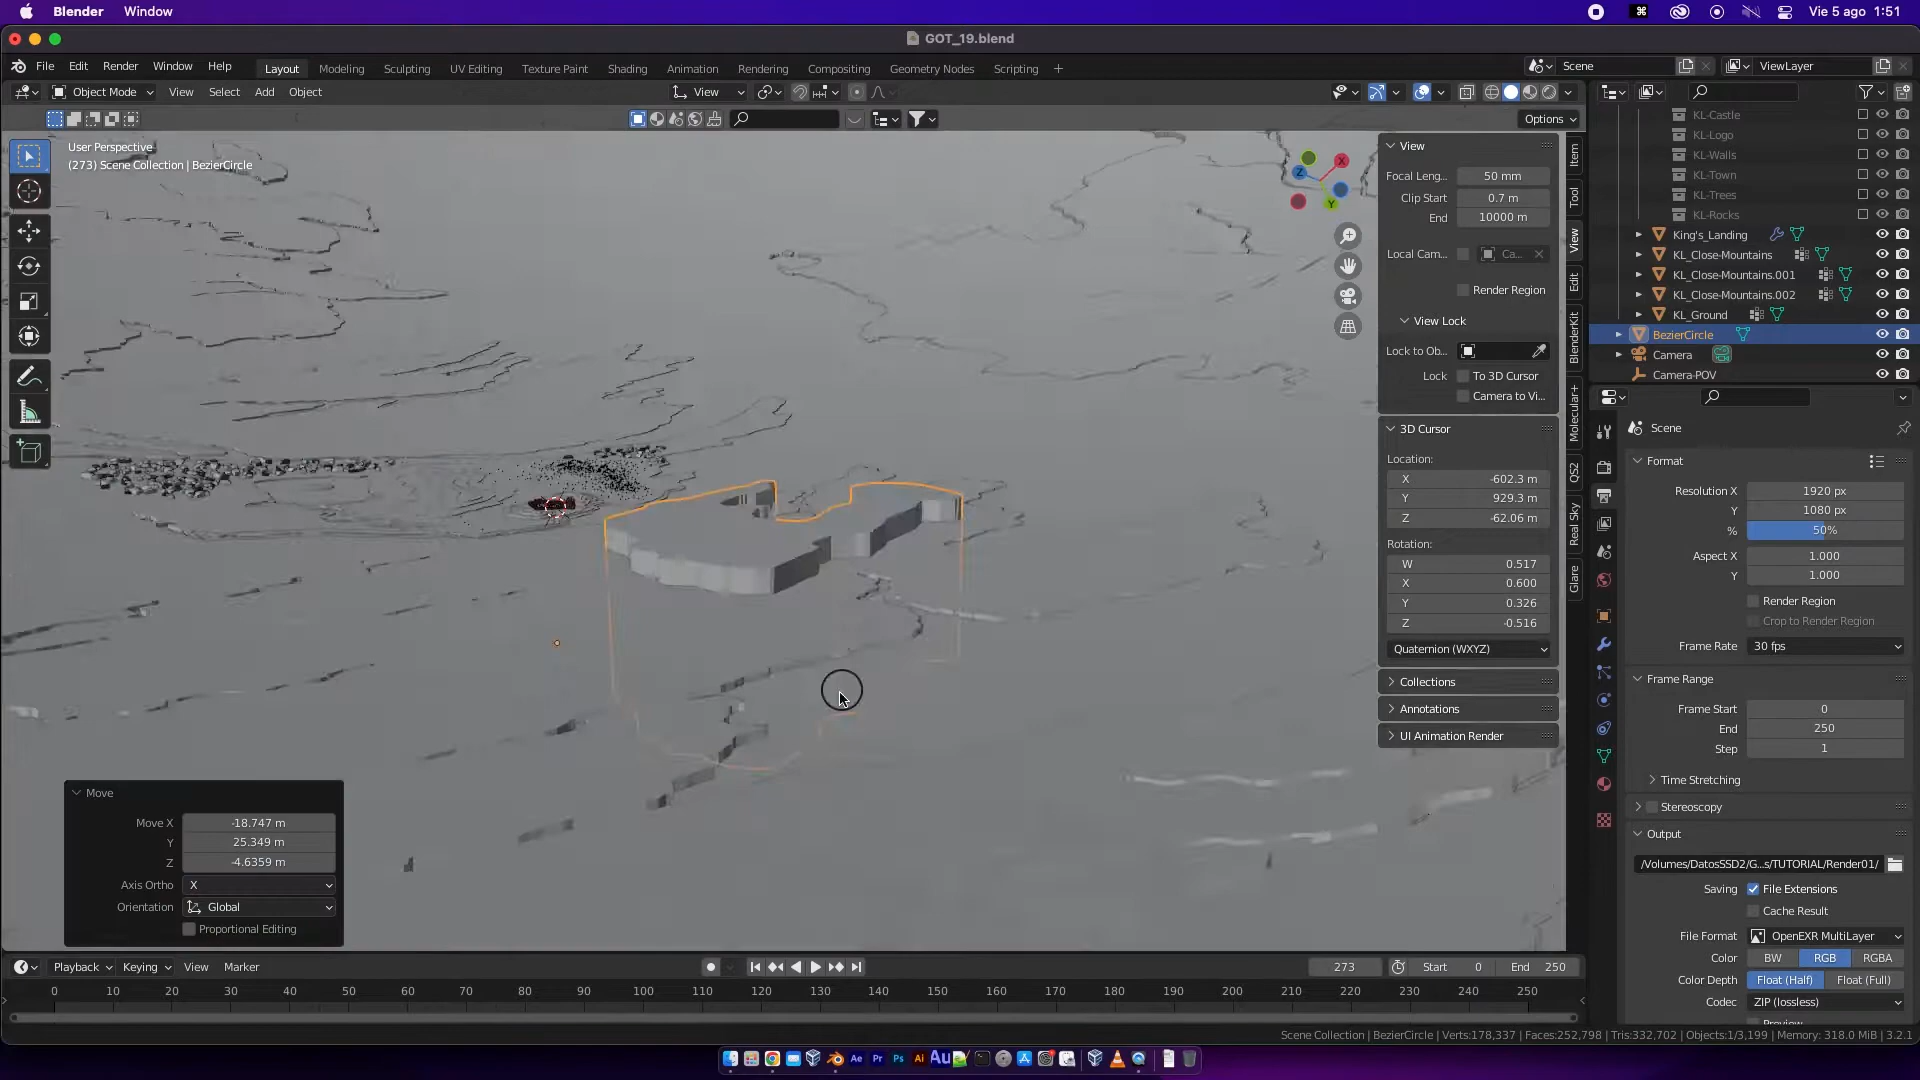 Blender
Window
Vie 5 ago 1:51
GOT_19.blend
File
Edit
Render
Window
Help
Layout
Modeling
Sculpting
UV Editing
Texture Paint
Shading
Animation
Rendering
Compositing
Geometry Nodes
Scripting
Scene
ViewLayer
Object Mode
View
Select
Add
Object
View
Options
User Perspective
(273) Scene Collection | BezierCircle
X
Y
Z
View
Focal Leng... 50 mm
Clip Start 0.7 m
End 10000 m
Local Cam... Ca...
Render Region
View Lock
Lock to Ob...
Lock To 3D Cursor
Camera to Vi...
3D Cursor
Location:
X -602.3 m
Y 929.3 m
Z -62.06 m
Rotation:
W 0.517
X 0.600
Y 0.326
Z -0.516
Quaternion (WXYZ)
Collections
Annotations
UI Animation Render
Item
Tool
View
Edit
BlenderKit
Molecular+
QS2
Real Sky
Glare
KL-Castle
KL-Logo
KL-Walls
KL-Town
KL-Trees
KL-Rocks
King's_Landing
KL_Close-Mountains
KL_Close-Mountains.001
KL_Close-Mountains.002
KL_Ground
BezierCircle
Camera
Camera-POV
Scene
Format
Resolution X 1920 px
Y 1080 px
% 50%
Aspect X 1.000
Y 1.000
Render Region
Crop to Render Region
Frame Rate 30 fps
Frame Range
Frame Start 0
End 250
Step 1
Time Stretching
Stereoscopy
Output
/Volumes/DatosSSD2/G...s/TUTORIAL/Render01/
Saving File Extensions
Cache Result
File Format OpenEXR MultiLayer
Color BW RGB RGBA
Color Depth Float (Half) Float (Full)
Codec ZIP (lossless)
Move
Move X -18.747 m
Y 25.349 m
Z -4.6359 m
Axis Ortho X
Orientation Global
Proportional Editing
Playback
Keying
View
Marker
273
Start 0
End 250
0 10 20 30 40 50 60 70 80 90 100 110 120 130 140 150 160 170 180 190 200 210 220 230 240 250
Scene Collection | BezierCircle | Verts:178,337 | Faces:252,798 | Tris:332,702 | Objects:1/3,199 | Memory: 318.0 MiB | 3.2.1
Ae
Pr
Ps
Ai
Au